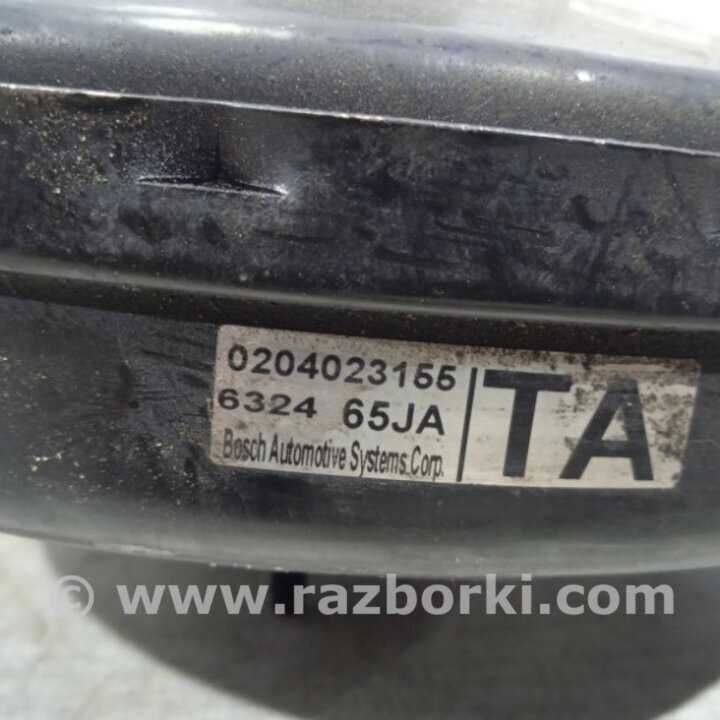 0204023155
6324 65JA
Bosch Automotive Systems Corp.
TA
© www.razborki.com